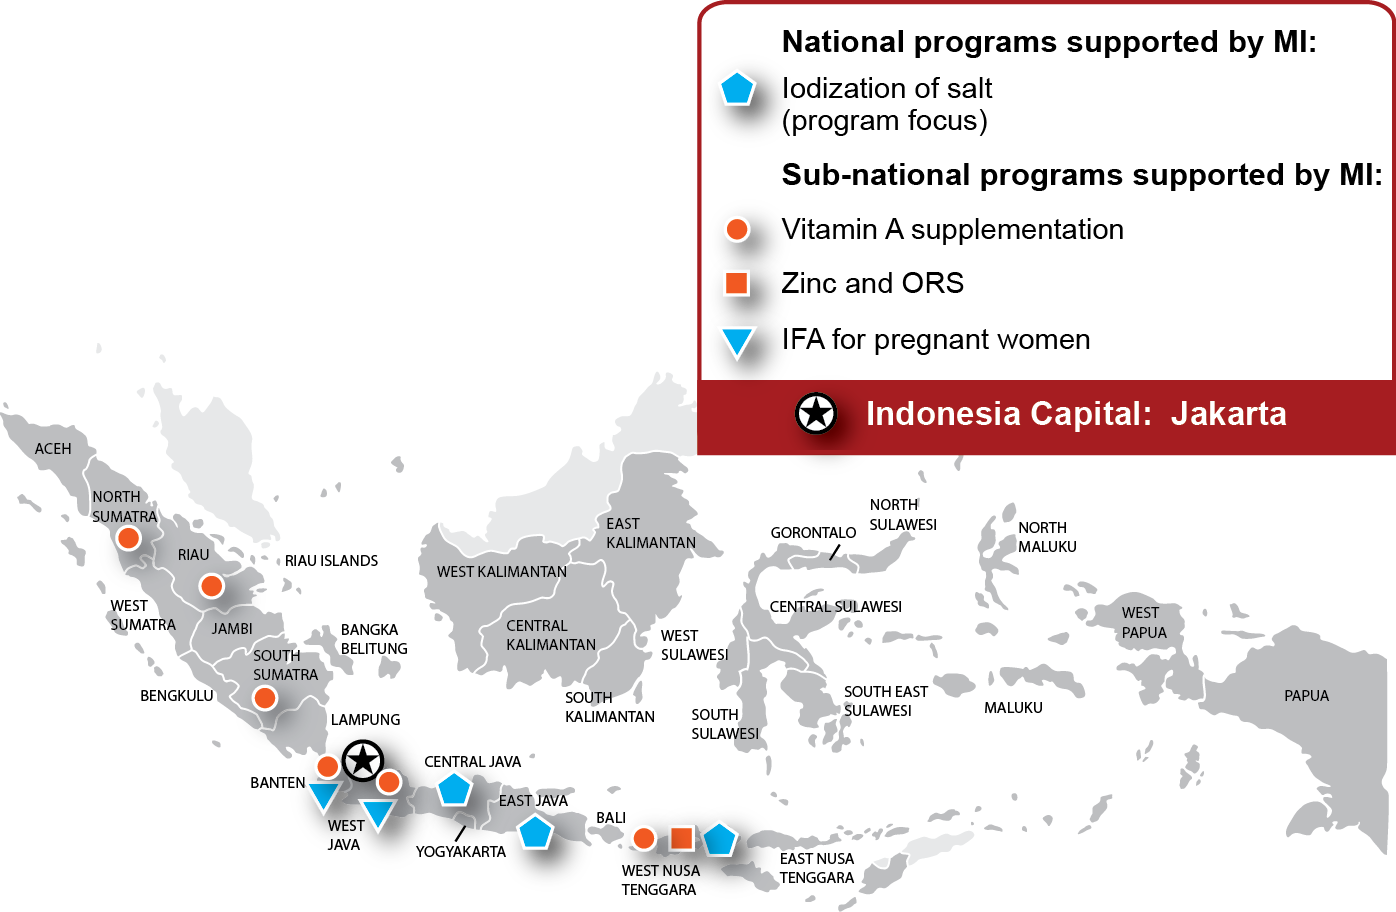 National programs supported by MI:
Iodization of salt
(program focus)
Sub-national programs supported by MI:
Vitamin A supplementation
Zinc and ORS
IFA for pregnant women
Indonesia Capital: Jakarta
ACEH
NORTH
SUMATRA
RIAU
RIAU ISLANDS
WEST
SUMATRA
JAMBI
BANGKA
BELITUNG
SOUTH
SUMATRA
BENGKULU
LAMPUNG
BANTEN
WEST
JAVA
CENTRAL JAVA
YOGYAKARTA
EAST JAVA
BALI
WEST NUSA
TENGGARA
EAST NUSA
TENGGARA
WEST KALIMANTAN
CENTRAL
KALIMANTAN
EAST
KALIMANTAN
SOUTH
KALIMANTAN
WEST
SULAWESI
SOUTH
SULAWESI
CENTRAL SULAWESI
GORONTALO
NORTH
SULAWESI
SOUTH EAST
SULAWESI
NORTH
MALUKU
MALUKU
WEST
PAPUA
PAPUA